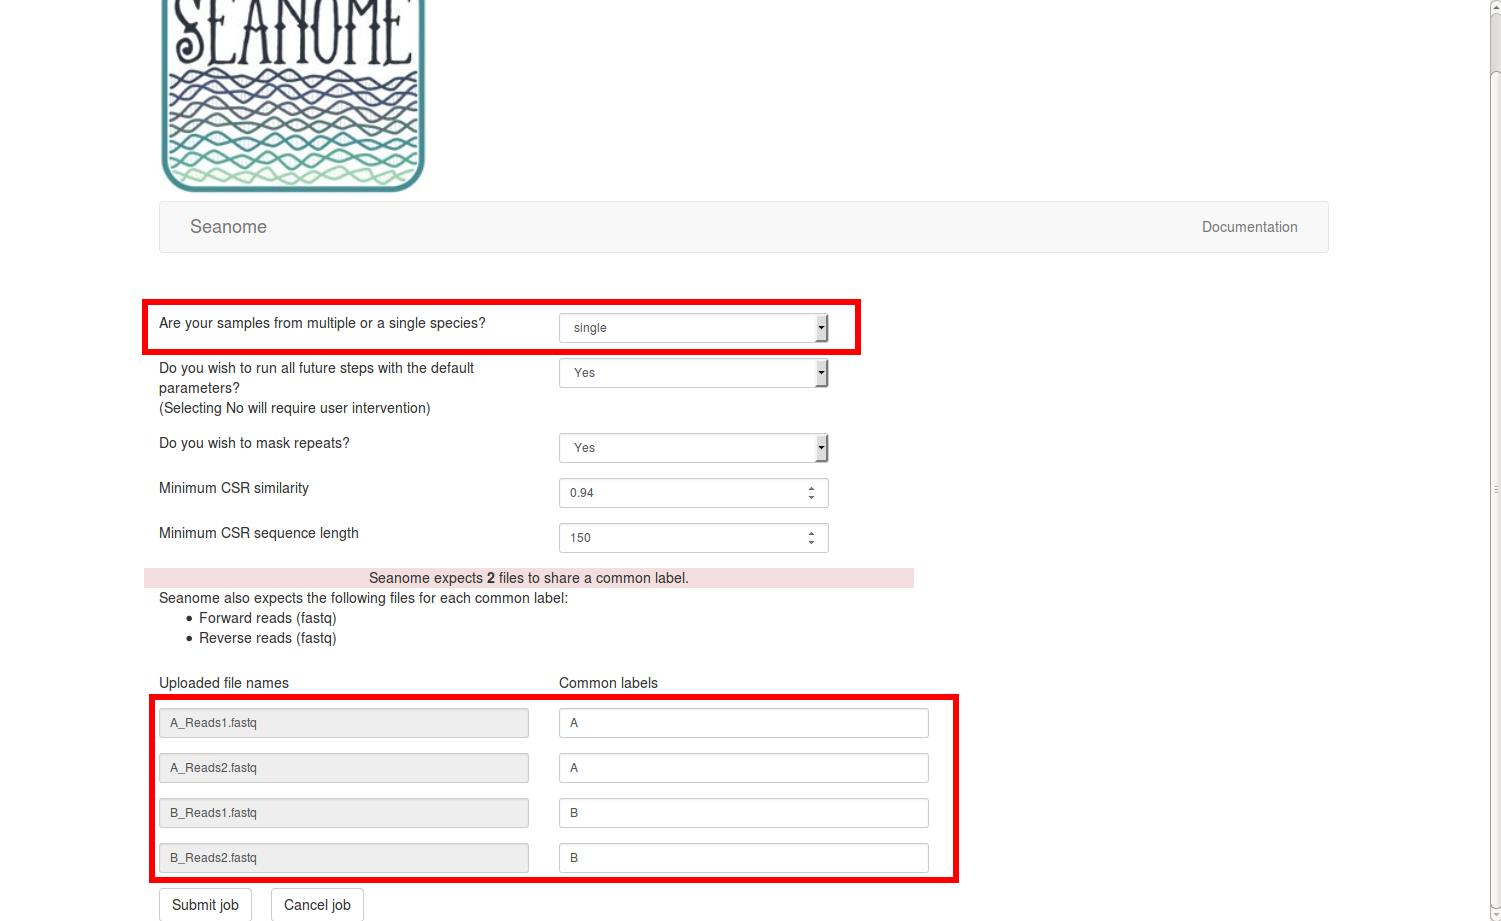 SEANOME
Seanome Documentation
Are your samples from multiple or a single species? single
Do you wish to run all future steps with the default Yes
parameters?
(Selecting No will require user intervention)
Do you wish to mask repeats? Yes
Minimum CSR similarity 0.94
Minimum CSR sequence length 150
Seanome expects 2 files to share a common label.
Seanome also expects the following files for each common label:
Forward reads (fastq)
Reverse reads (fastq)
Uploaded file names Common labels
A_Reads1.fastq A
A_Reads2.fastq A
B_Reads1.fastq B
B_Reads2.fastq B
Submit job Cancel job